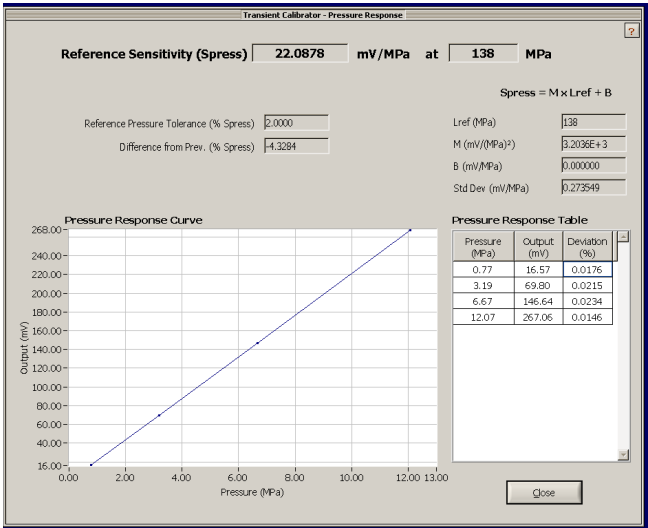 Transient Calibrator - Pressure Response
?
Reference Sensitivity (Spress) 22.0878 mV/MPa at 138 MPa
Spress = M x Lref + B
Reference Pressure Tolerance (% Spress) 2.0000
Difference from Prev. (% Spress) -4.3284
Lref (MPa) 138
M (mV/(MPa)²) 3.2036E+3
B (mV/MPa) 0.000000
Std Dev (mV/MPa) 0.273549
Pressure Response Curve
268.00
240.00
220.00
200.00
180.00
160.00
140.00
120.00
100.00
80.00
60.00
40.00
16.00
Output (mV)
0.00 2.00 4.00 6.00 8.00 10.00 12.00 13.00
Pressure (MPa)
Pressure Response Table
Pressure (MPa) Output (mV) Deviation (%)
0.77 16.57 0.0176
3.19 69.80 0.0215
6.67 146.64 0.0234
12.07 267.06 0.0146
Close